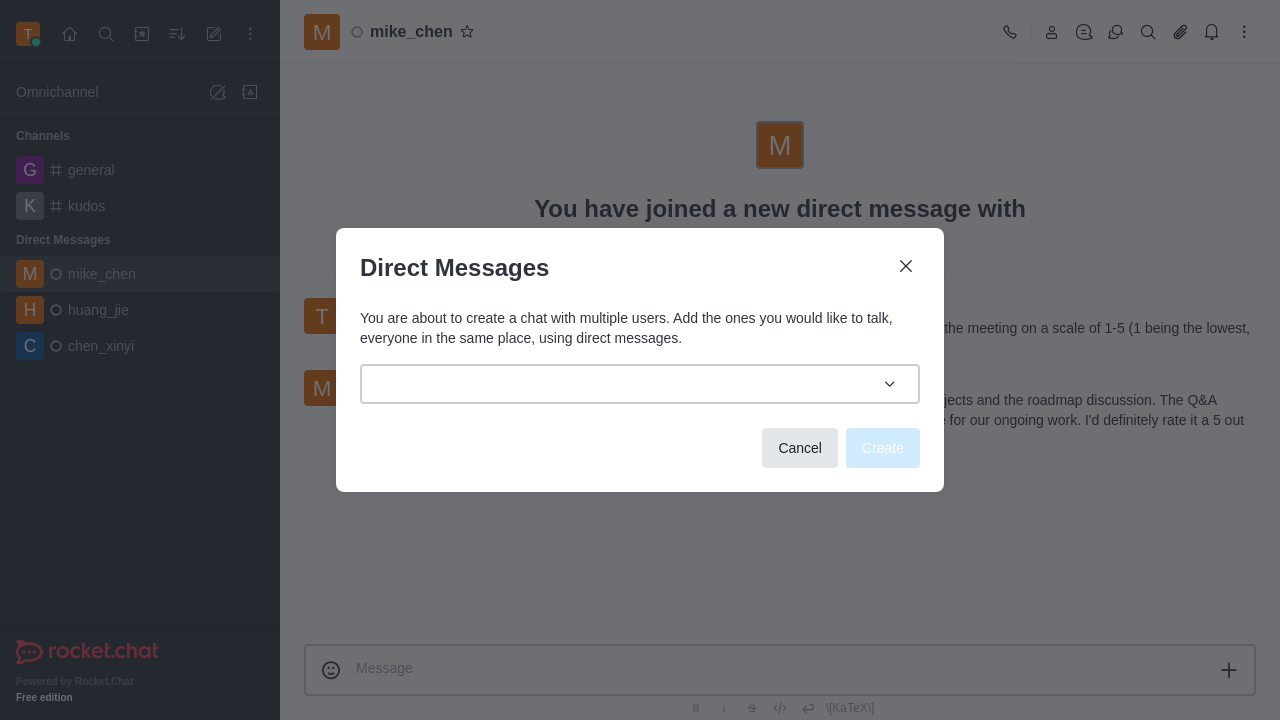 T
Omnichannel
Channels
G general
K kudos
Direct Messages
M mike_chen
H huang_jie
C chen_xinyi
rocket.chat
Powered by Rocket.Chat
Free edition
M mike_chen
M
You have joined a new direct message with
Direct Messages
You are about to create a chat with multiple users. Add the ones you would like to talk,
everyone in the same place, using direct messages.
Cancel
Create
T
the meeting on a scale of 1-5 (1 being the lowest,
M
jects and the roadmap discussion. The Q&A
for our ongoing work. I'd definitely rate it a 5 out
Message
B i S </> \[KaTeX\]